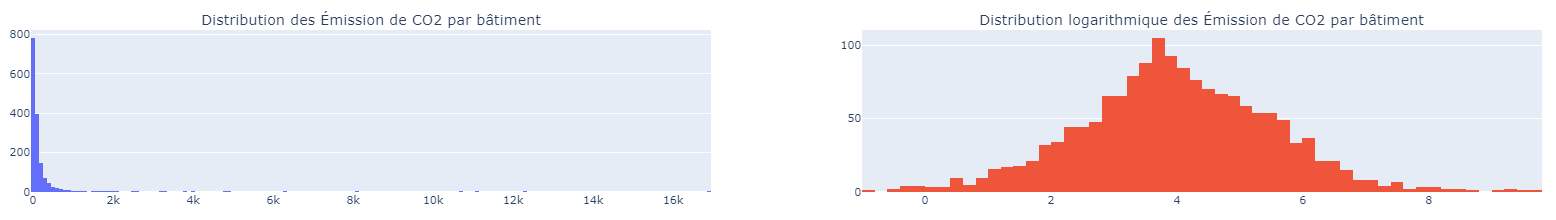 Distribution des Émission de CO2 par bâtiment
800
600
400
200
0
0 2k 4k 6k 8k 10k 12k 14k 16k
Distribution logarithmique des Émission de CO2 par bâtiment
100
50
0
0 2 4 6 8